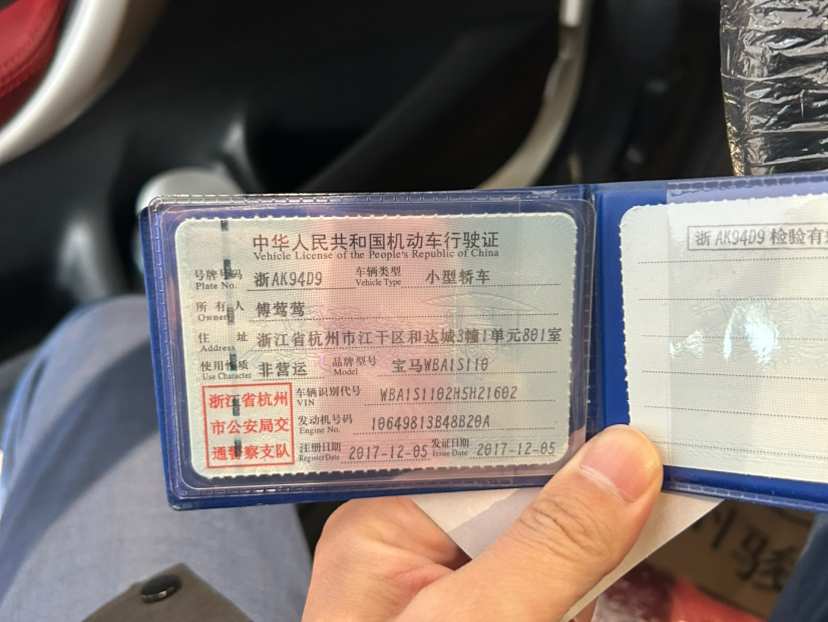 中华人民共和国机动车行驶证
Vehicle License of the People's Republic of China
号牌号码 浙AK94D9 车辆类型 小型轿车
Plate No. Vehicle Type
所有人 傅莺莺
Owner
住址 浙江省杭州市江干区和达城3幢1单元801室
Address
使用性质 非营运 品牌型号 宝马WBA1S110
Use Character Model
浙江省杭州
市公安局交
通警察支队
车辆识别代号 WBA1S1102H5H21602
VIN
发动机号码 10649813B48B20A
Engine No.
注册日期 2017-12-05 发证日期 2017-12-05
Register Date Issue Date
浙AK94D9 检验有